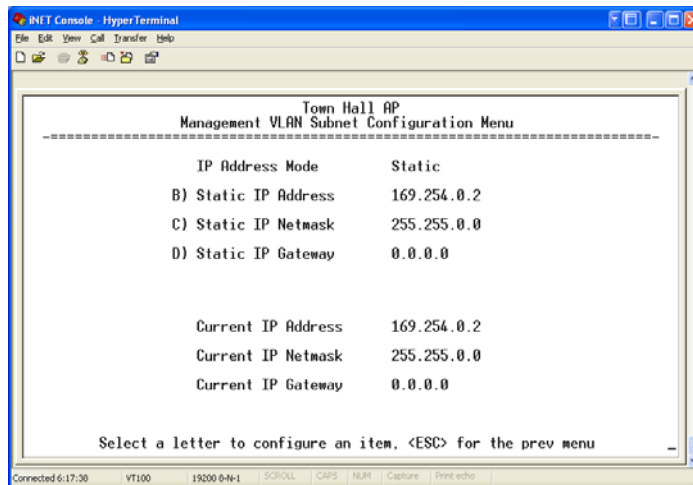 iNET Console - HyperTerminal
File Edit View Call Transfer Help
Town Hall AP
Management VLAN Subnet Configuration Menu
-==========================================================================-
IP Address Mode Static
B) Static IP Address 169.254.0.2
C) Static IP Netmask 255.255.0.0
D) Static IP Gateway 0.0.0.0
Current IP Address 169.254.0.2
Current IP Netmask 255.255.0.0
Current IP Gateway 0.0.0.0
Select a letter to configure an item, <ESC> for the prev menu _
Connected 6:17:30 VT100 19200 8-N-1 SCROLL CAPS NUM Capture Print echo